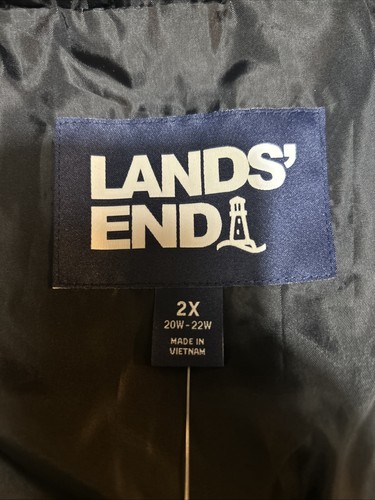 LANDS'
END
2X
20W-22W
MADE IN
VIETNAM